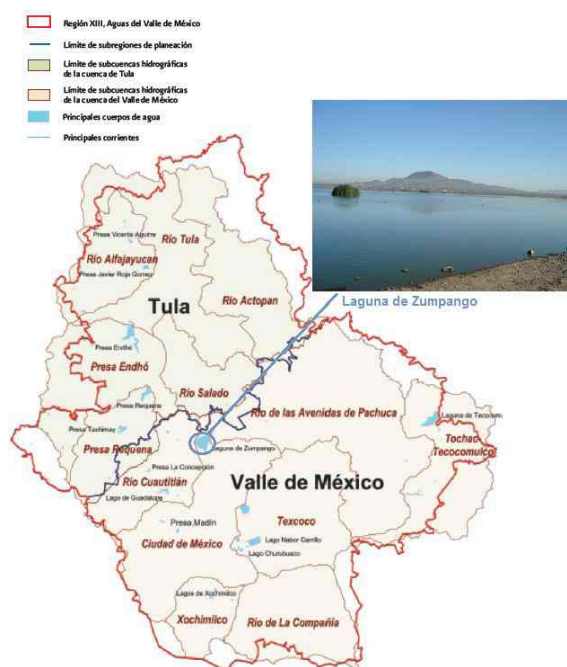 Región XIII, Aguas del Valle de México
Límite de subregiones de planeación
Límite de subcuencas hidrográficas
de la cuenca de Tula
Límite de subcuencas hidrográficas
de la cuenca del Valle de México
Principales cuerpos de agua
Principales corrientes
Laguna de Zumpango
Presa Vicente Aguirre
Río Tula
Río Alfajayucan
Presa Javier Rojo Gomez
Tula
Río Actopan
Presa Endhó
Presa Endhó
Río Salado
Presa Requena
Río de las Avenidas de Pachuca
Laguna de Tecocom
Presa Taxhimay
Tochac
Tecocomulco
Presa Requena
Laguna de Zumpango
Presa La Concepción
Río Cuautitlán
Valle de México
Lago de Guadalupe
Presa Madin
Texcoco
Ciudad de México
Lago Nabor Carrillo
Lago Churubusco
Lagos de Xochimilco
Xochimilco
Río de La Compañía